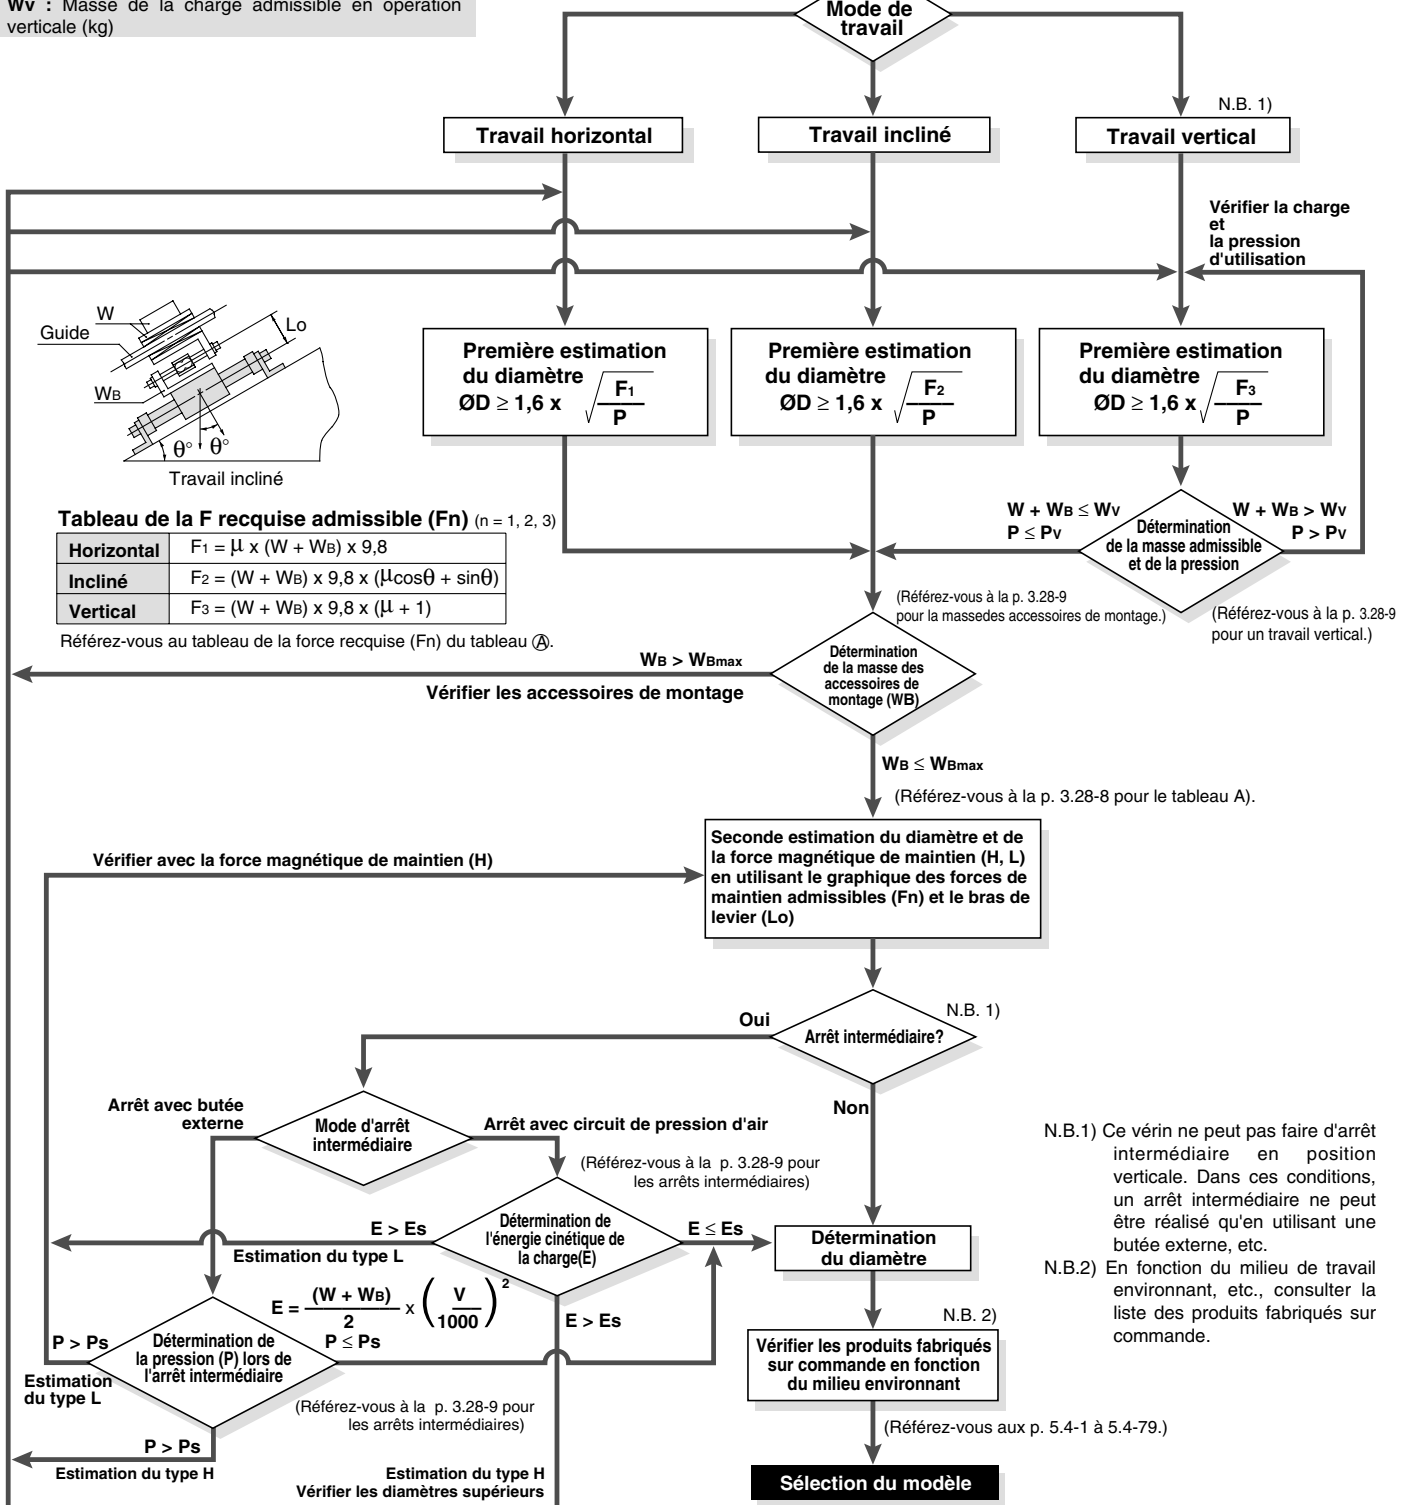 Wv : Masse de la charge admissible en opération
verticale (kg)
Mode de
travail
N.B. 1)
Travail horizontal
Travail incliné
Travail vertical
Vérifier la charge
et
la pression
d'utilisation
W
Guide
Lo
WB
θ° θ°
Travail incliné
Première estimation
du diamètre
ØD ≥ 1,6 x √ F1
P
Première estimation
du diamètre
ØD ≥ 1,6 x √ F2
P
Première estimation
du diamètre
ØD ≥ 1,6 x √ F3
P
Tableau de la F recquise admissible (Fn) (n = 1, 2, 3)
Horizontal F1 = μ x (W + WB) x 9,8
Incliné F2 = (W + WB) x 9,8 x (μcosθ + sinθ)
Vertical F3 = (W + WB) x 9,8 x (μ + 1)
Référez-vous au tableau de la force recquise (Fn) du tableau Ⓐ.
W + WB ≤ WV
P ≤ PV
W + WB > WV
P > PV
Détermination
de la masse admissible
et de la pression
(Référez-vous à la p. 3.28-9
pour la massedes accessoires de montage.)
(Référez-vous à la p. 3.28-9
pour un travail vertical.)
WB > WBmax
Vérifier les accessoires de montage
Détermination
de la masse des
accessoires de
montage (WB)
WB ≤ WBmax
(Référez-vous à la p. 3.28-8 pour le tableau A).
Vérifier avec la force magnétique de maintien (H)
Seconde estimation du diamètre et de
la force magnétique de maintien (H, L)
en utilisant le graphique des forces de
maintien admissibles (Fn) et le bras de
levier (Lo)
N.B. 1)
Oui
Arrêt intermédiaire?
Non
Arrêt avec butée
externe
Mode d'arrêt
intermédiaire
Arrêt avec circuit de pression d'air
(Référez-vous à la p. 3.28-9 pour
les arrêts intermédiaires)
N.B.1) Ce vérin ne peut pas faire d'arrêt
intermédiaire en position
verticale. Dans ces conditions,
un arrêt intermédiaire ne peut
être réalisé qu'en utilisant une
butée externe, etc.
N.B.2) En fonction du milieu de travail
environnant, etc., consulter la
liste des produits fabriqués sur
commande.
E > Es
Estimation du type L
Détermination de
l'énergie cinétique de
la charge(E)
E ≤ Es
Détermination
du diamètre
E = (W + WB)
2
x ( V
1000 ) 2
E > Es
N.B. 2)
P > Ps
Estimation
du type L
Détermination de
la pression (P) lors de
l'arrêt intermédiaire
P ≤ Ps
Vérifier les produits fabriqués
sur commande en fonction
du milieu environnant
(Référez-vous à la p. 3.28-9 pour
les arrêts intermédiaires)
(Référez-vous aux p. 5.4-1 à 5.4-79.)
P > Ps
Estimation du type H
Estimation du type H
Vérifier les diamètres supérieurs
Sélection du modèle